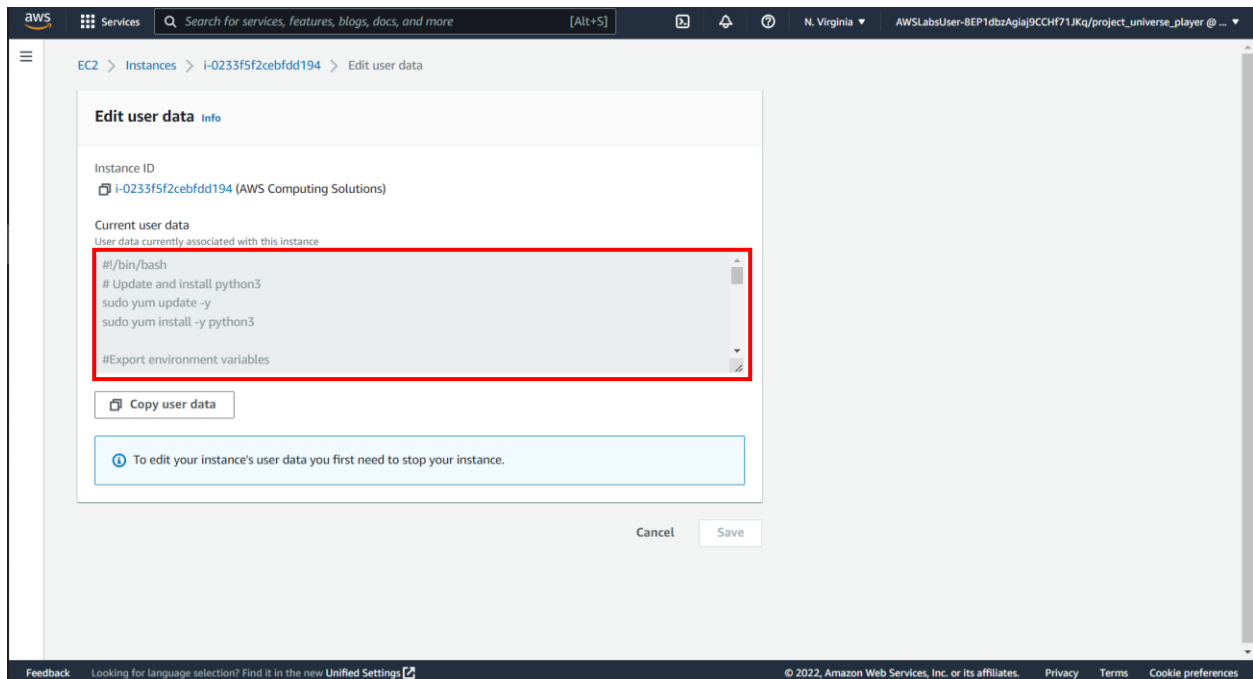 aws
Services
Search for services, features, blogs, docs, and more
[Alt+S]
N. Virginia ▼
AWSLabsUser-8EP1dbzAgiaj9CCHf71JKq/project_universe_player @ ... ▼
EC2 > Instances > i-0233f5f2cebfdd194 > Edit user data
Edit user data Info
Instance ID
i-0233f5f2cebfdd194 (AWS Computing Solutions)
Current user data
User data currently associated with this instance
#!/bin/bash
# Update and install python3
sudo yum update -y
sudo yum install -y python3
#Export environment variables
Copy user data
To edit your instance's user data you first need to stop your instance.
Cancel
Save
Feedback
Looking for language selection? Find it in the new Unified Settings
© 2022, Amazon Web Services, Inc. or its affiliates.
Privacy
Terms
Cookie preferences